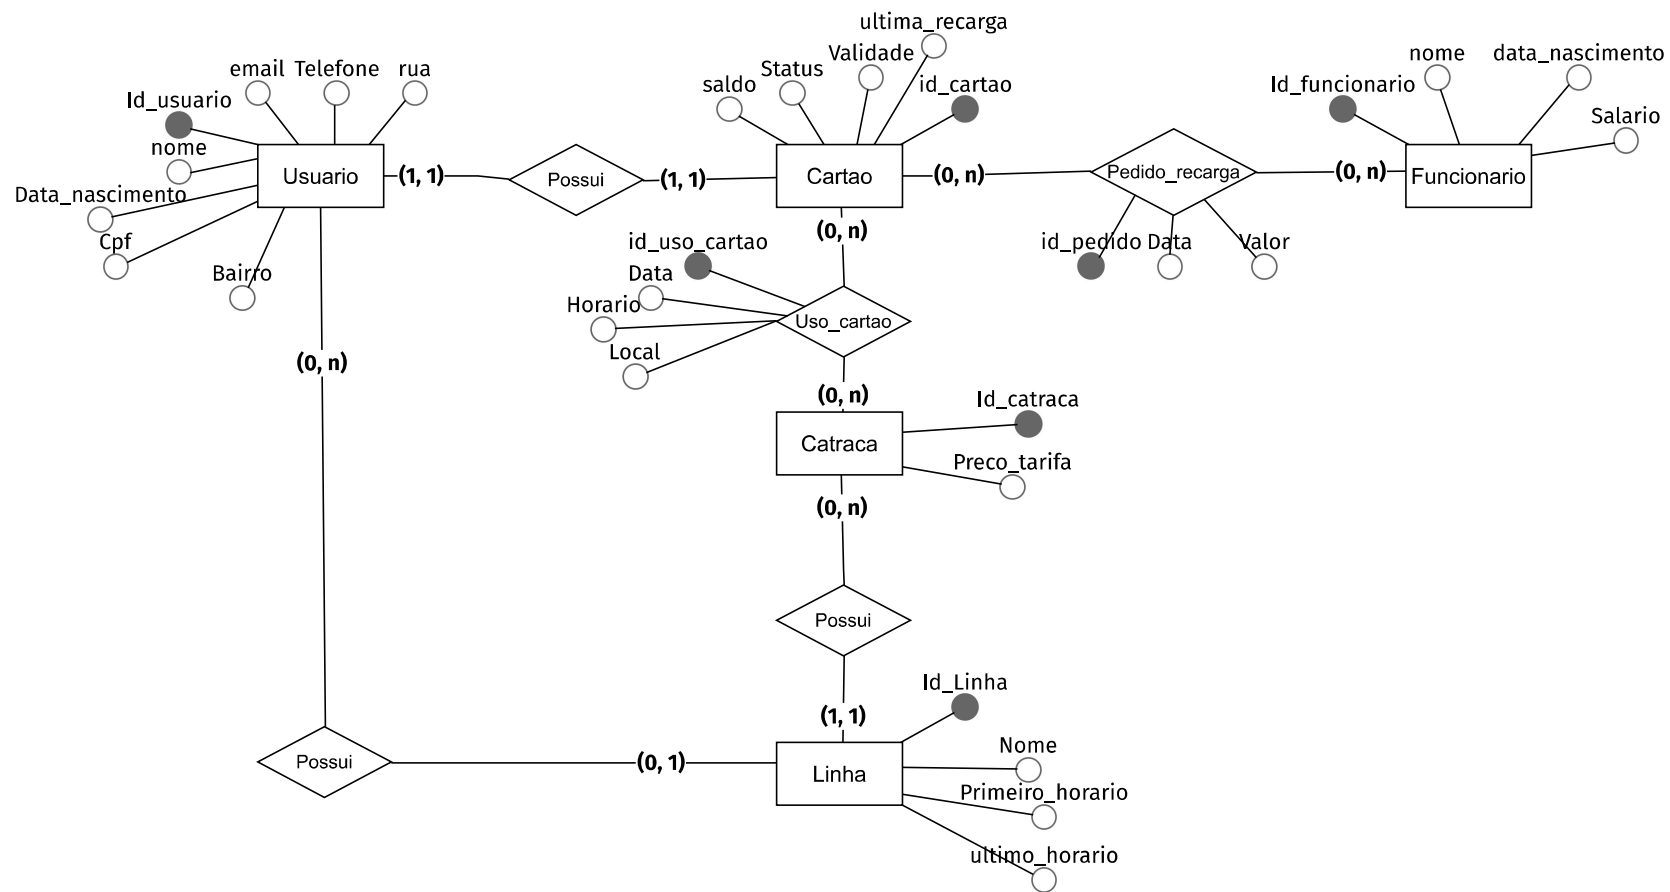 ultima_recarga
email
Telefone
rua
Validade
Status
saldo
id_cartao
nome
data_nascimento
Id_funcionario
Salario
Id_usuario
nome
Data_nascimento
Cpf
Bairro
Usuario
(1, 1)
Possui
(1, 1)
Cartao
(0, n)
Pedido_recarga
(0, n)
Funcionario
id_pedido
Data
Valor
(0, n)
id_uso_cartao
Data
Horario
Local
Uso_cartao
(0, n)
(0, n)
Id_catraca
Catraca
Preco_tarifa
(0, n)
Possui
(1, 1)
Id_Linha
Possui
(0, 1)
Linha
Nome
Primeiro_horario
ultimo_horario